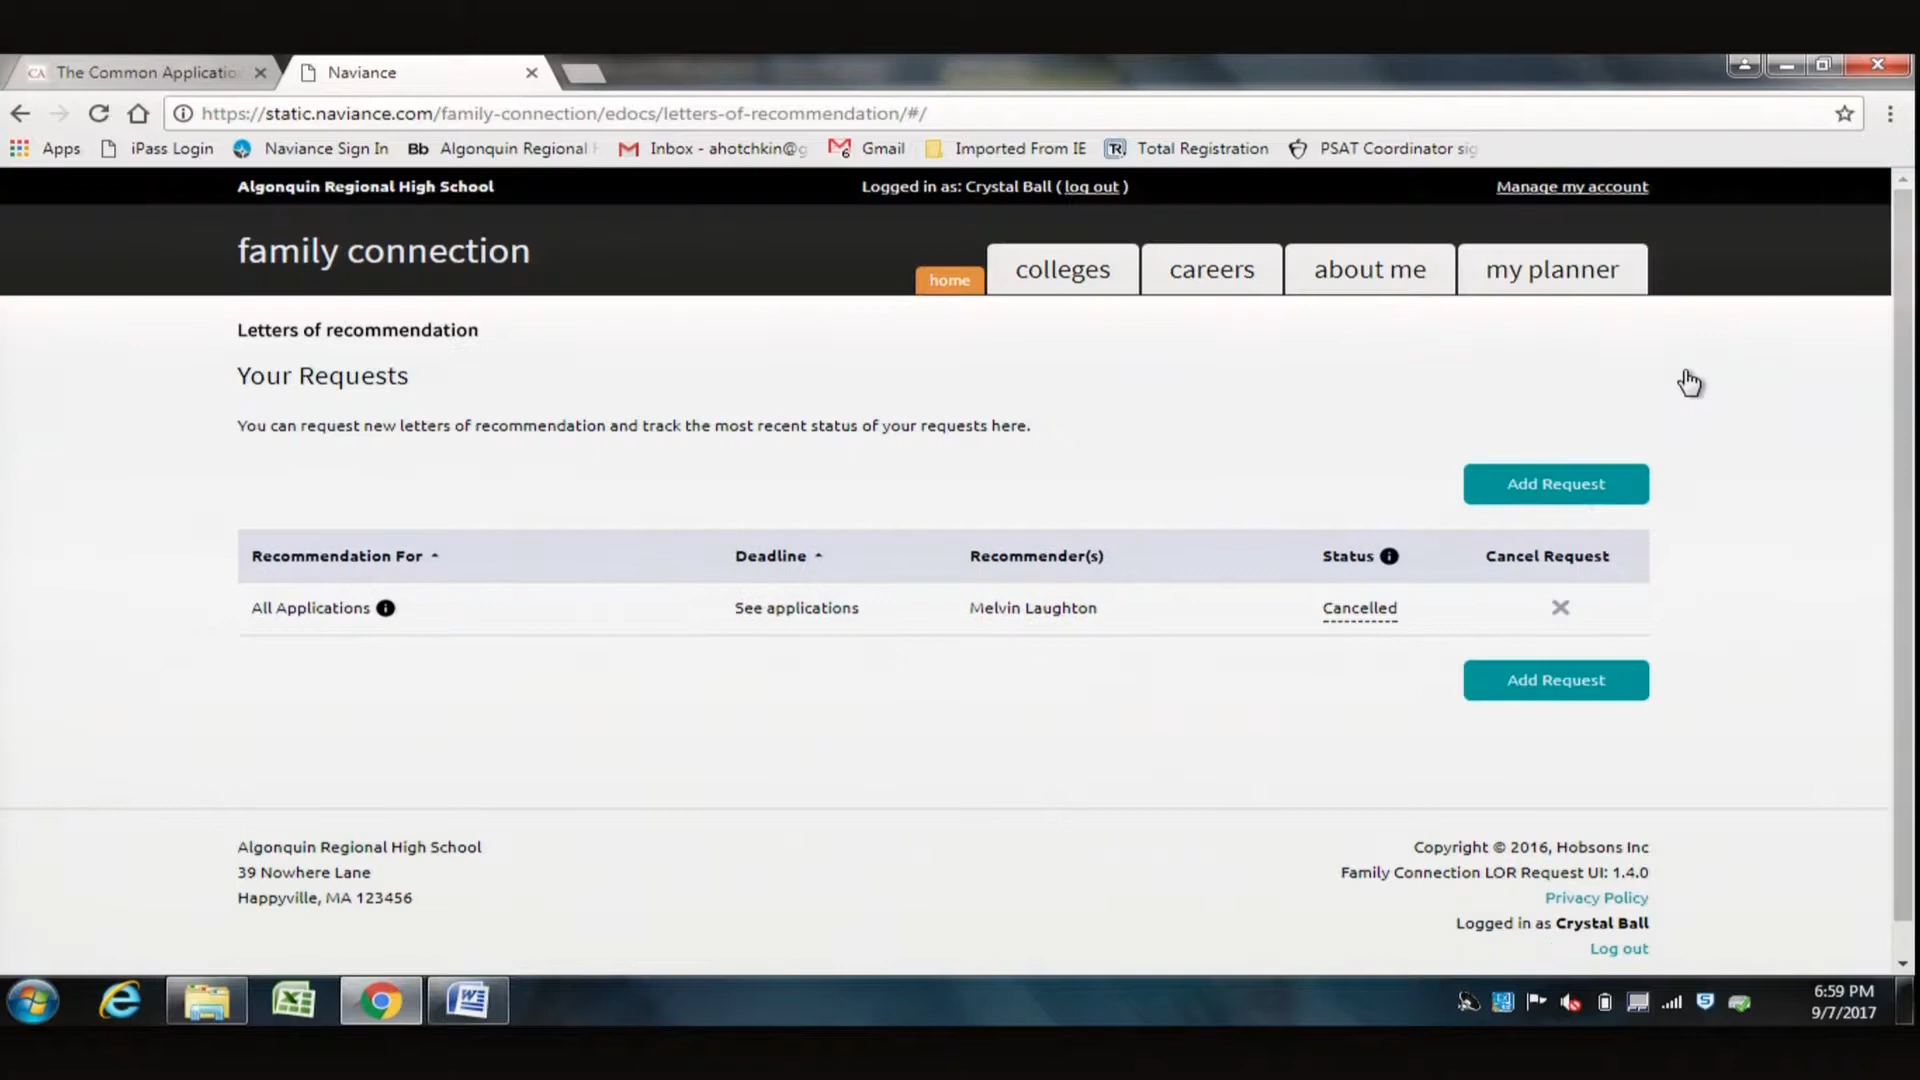 CA The Common Applicatio
Naviance
https://static.naviance.com/family-connection/edocs/letters-of-recommendation/#/
Apps iPass Login Naviance Sign In Bb Algonquin Regional Inbox - ahotchkin@g Gmail Imported From IE Total Registration PSAT Coordinator sig
Algonquin Regional High School Logged in as: Crystal Ball ( log out ) Manage my account
family connection
home colleges careers about me my planner
Letters of recommendation
Your Requests
You can request new letters of recommendation and track the most recent status of your requests here.
Add Request
Recommendation For Deadline Recommender(s) Status Cancel Request
All Applications See applications Melvin Laughton Cancelled
Add Request
Algonquin Regional High School
39 Nowhere Lane
Happyville, MA 123456
Copyright © 2016, Hobsons Inc
Family Connection LOR Request UI: 1.4.0
Privacy Policy
Logged in as Crystal Ball
Log out
6:59 PM
9/7/2017